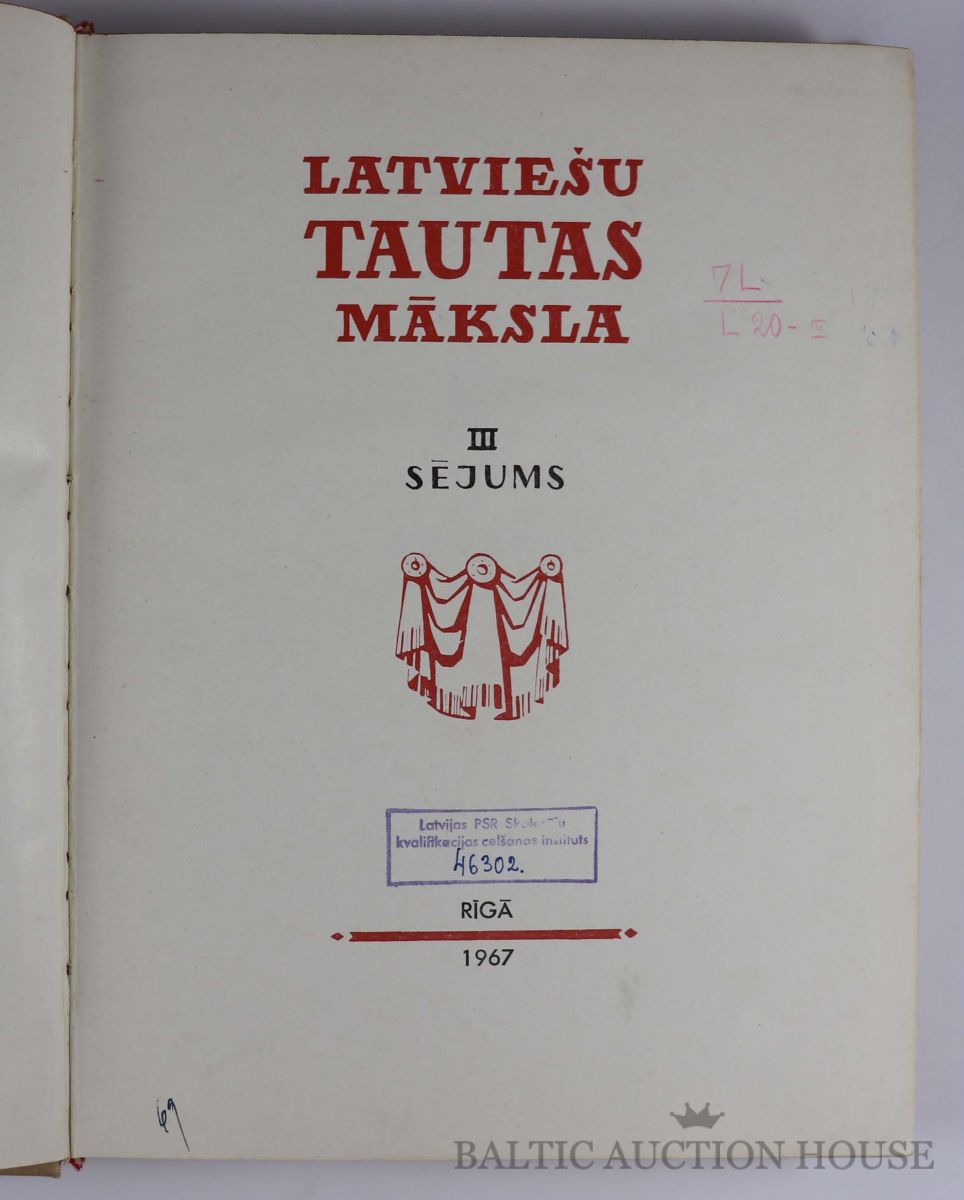 LATVIEŠU
TAUTAS
MĀKSLA
7L
L 20 - III
III
SĒJUMS
Latvijas PSR
kvalifikācijas celšanas institūts
46302.
RĪGĀ
1967
69
BALTIC AUCTION HOUSE